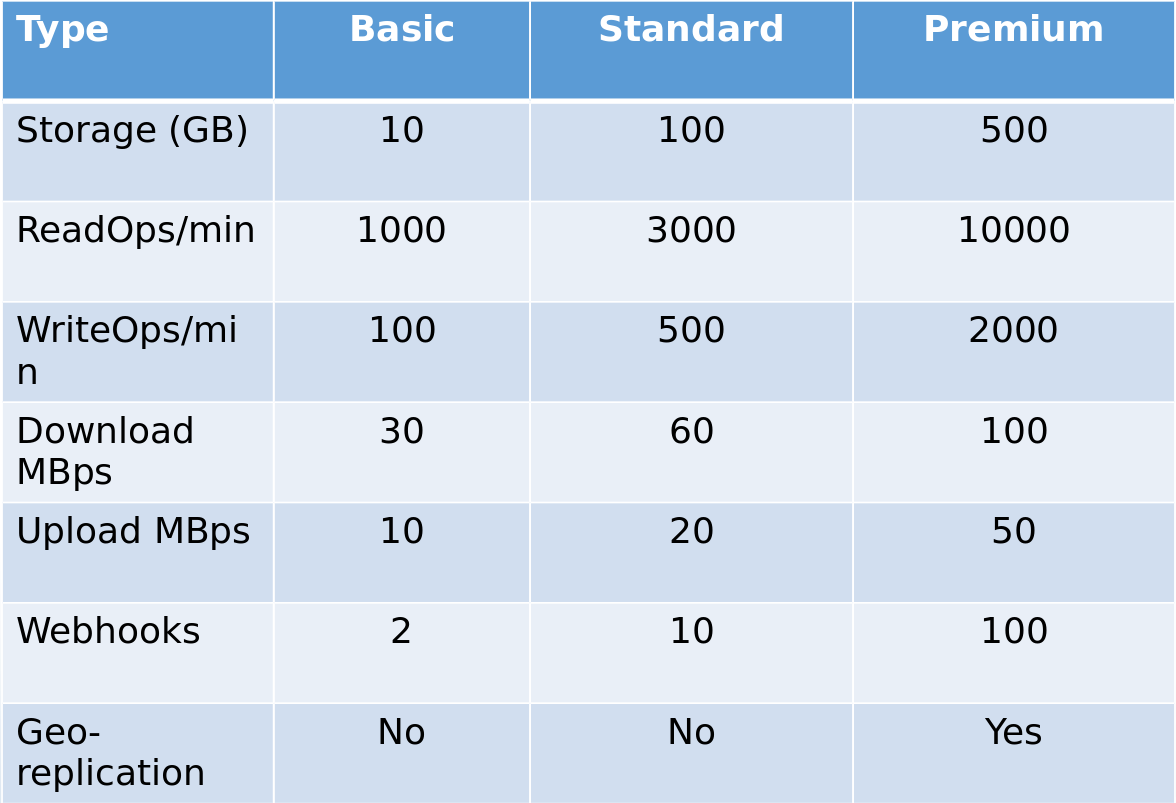 Type Basic Standard Premium
Storage (GB) 10 100 500
ReadOps/min 1000 3000 10000
WriteOps/mi 100 500 2000
n
Download 30 60 100
MBps
Upload MBps 10 20 50
Webhooks 2 10 100
Geo- No No Yes
replication